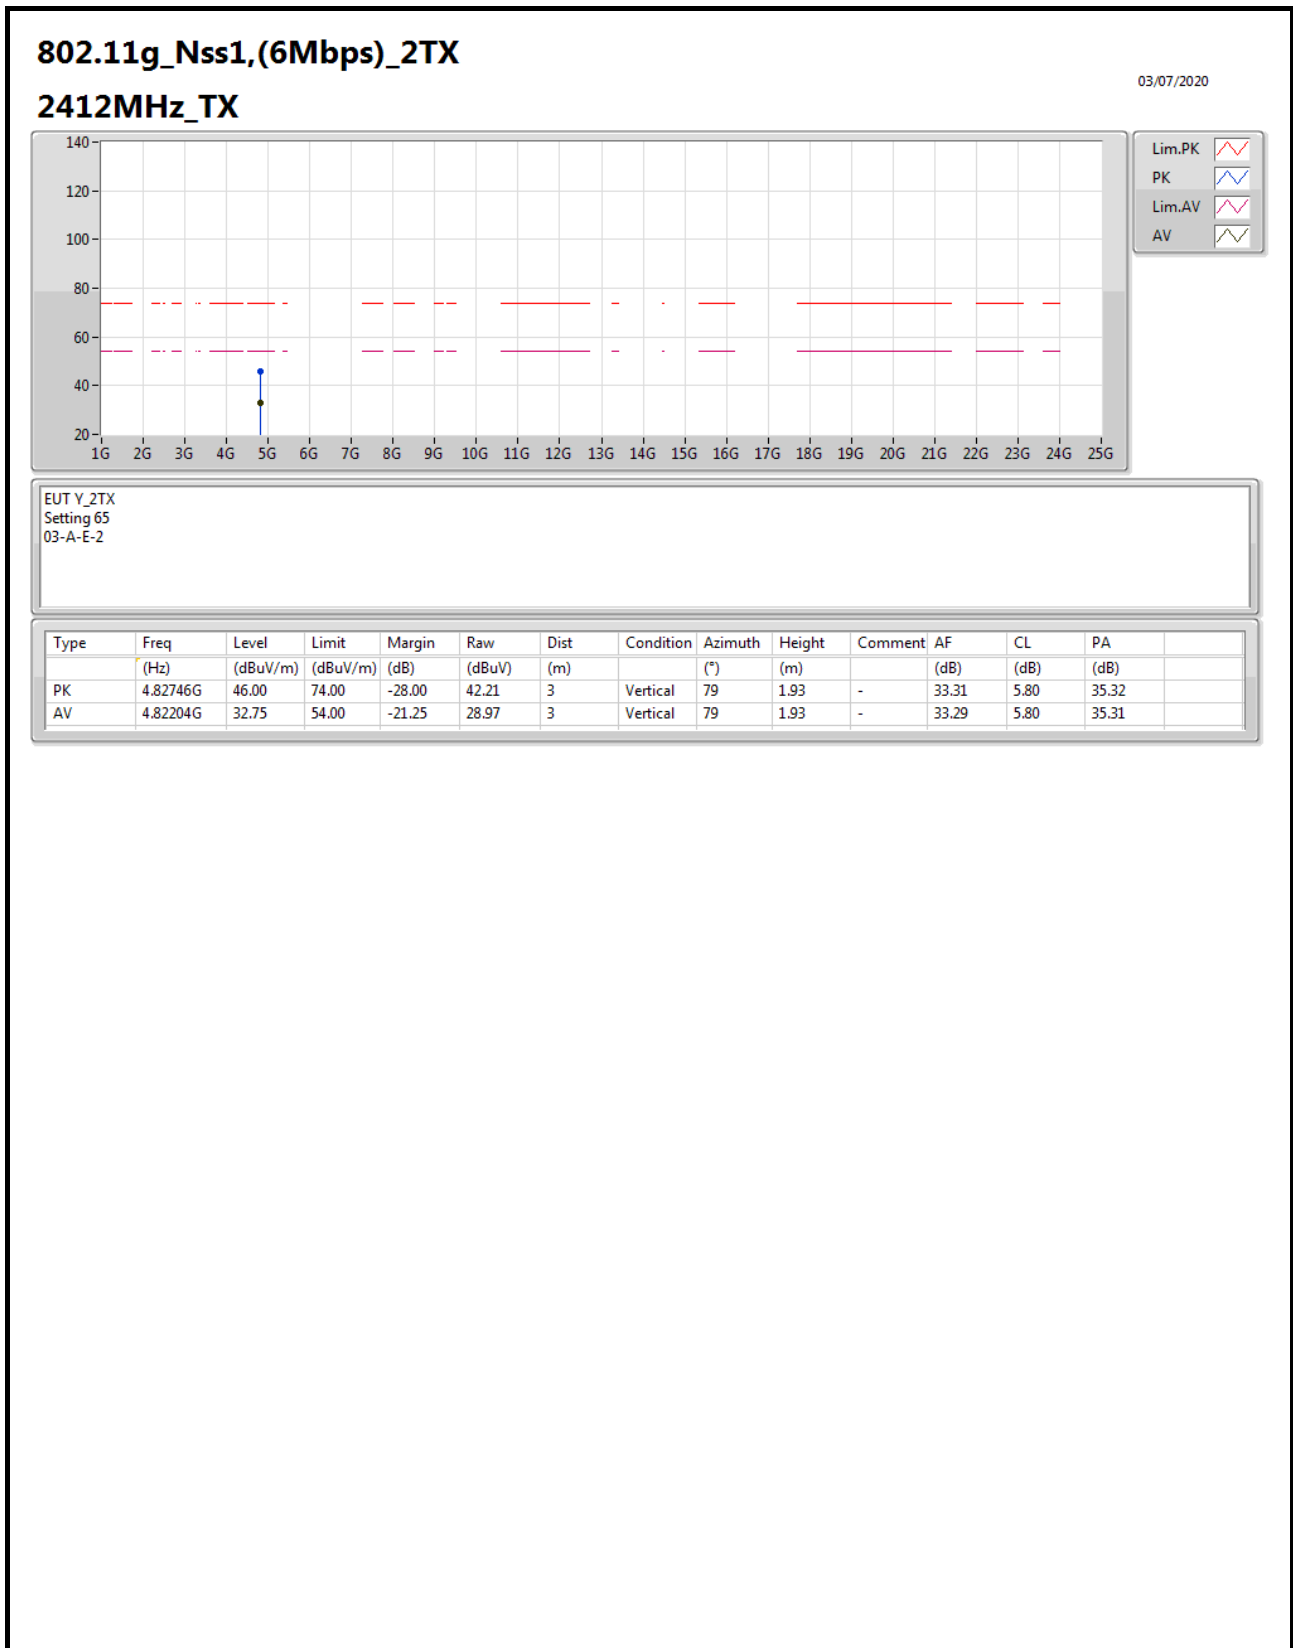 802.11g_Nss1,(6Mbps)_2TX
03/07/2020
2412MHz_TX
140
120
100
80
60
40
20
1G 2G 3G 4G 5G 6G 7G 8G 9G 10G 11G 12G 13G 14G 15G 16G 17G 18G 19G 20G 21G 22G 23G 24G 25G
Lim.PK
PK
Lim.AV
AV
EUT Y_2TX
Setting 65
03-A-E-2
Type Freq Level Limit Margin Raw Dist Condition Azimuth Height Comment AF CL PA
(Hz) (dBuV/m) (dBuV/m) (dB) (dBuV) (m) (°) (m) (dB) (dB) (dB)
PK 4.82746G 46.00 74.00 -28.00 42.21 3 Vertical 79 1.93 - 33.31 5.80 35.32
AV 4.82204G 32.75 54.00 -21.25 28.97 3 Vertical 79 1.93 - 33.29 5.80 35.31